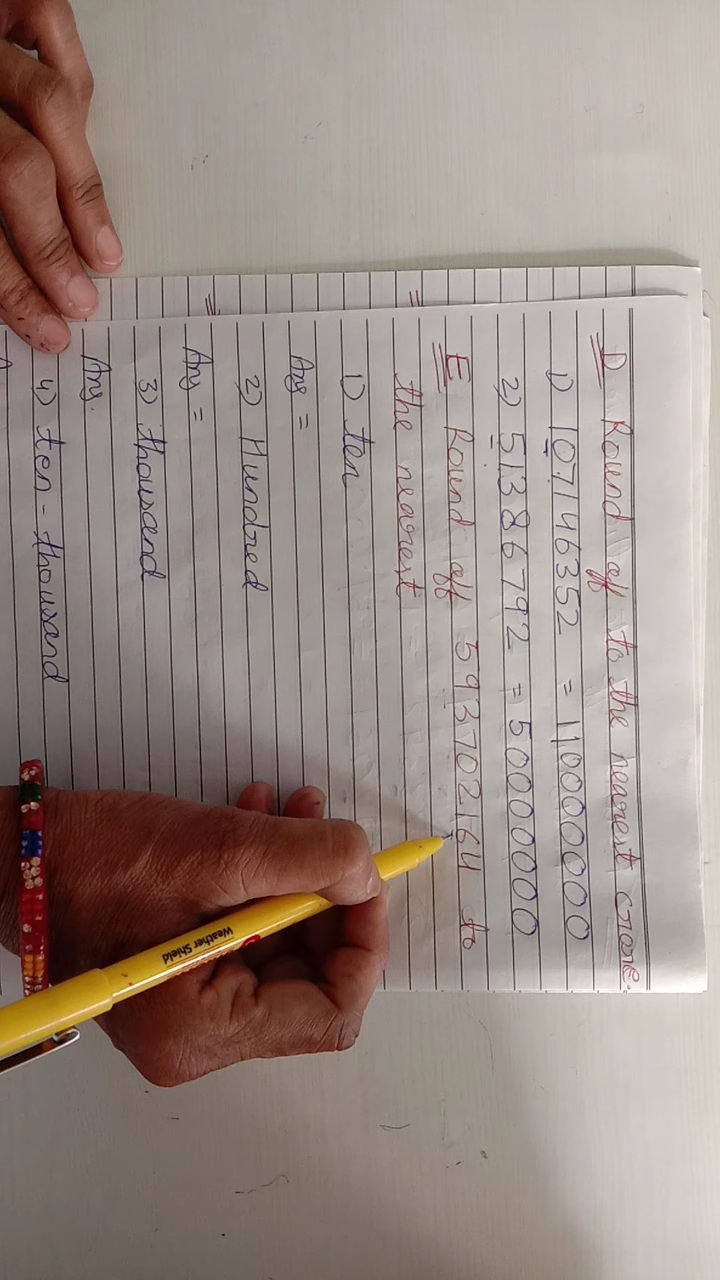 D Round off to the nearest crore.
1) 107146352 = 110000000
2) 51386792 = 50000000
E Round off 593702164 to
the nearest
1) ten
Ans =
2) Hundred
Ans =
3) thousand
Ans.
4) ten - thousand
Weather Shield